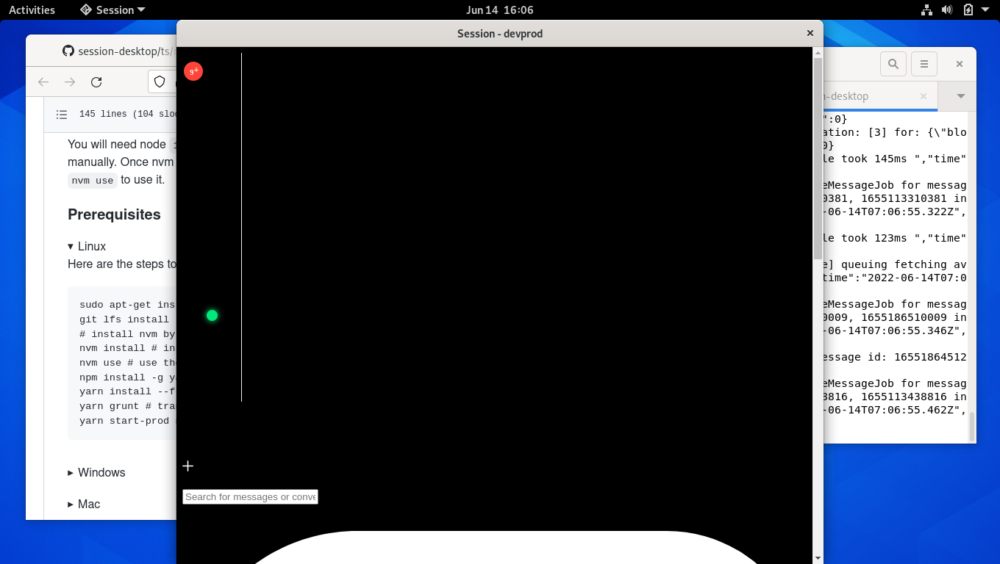 Activities
Session
Jun 14 16:06
session-desktop/ts/
Session - devprod
9+
145 lines (104 sloc
You will need node
manually. Once nvm
nvm use to use it.
Prerequisites
Linux
Here are the steps to
sudo apt-get ins
git lfs install
# install nvm by
nvm install # in
nvm use # use the
npm install -g ya
yarn install --f
yarn grunt # tran
yarn start-prod
Windows
Mac
Search for messages or conve
n-desktop
":0}
ation: [3] for: {\"blo
0}
le took 145ms ","time"
eMessageJob for messag
0381, 1655113310381 in
-06-14T07:06:55.322Z",
le took 123ms ","time"
e] queuing fetching av
time":"2022-06-14T07:0
eMessageJob for messag
0009, 1655186510009 in
-06-14T07:06:55.346Z",
essage id: 16551864512
eMessageJob for messag
8816, 1655113438816 in
-06-14T07:06:55.462Z",